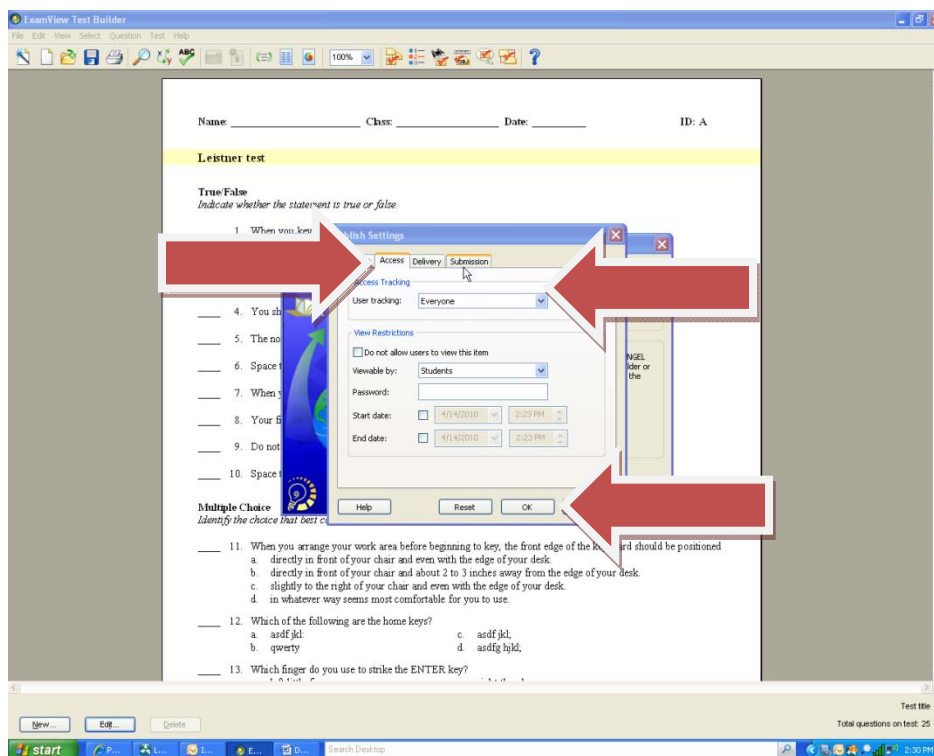 ExamView Test Builder
File Edit View Select Question Test Help
100%
Name: Class: Date: ID: A
Leistner test
True/False
Indicate whether the statement is true or false.
1. When you key
4. You sh
5. The no
6. Space
7. When
8. Your fi
9. Do not
10. Space
Settings
Access Delivery Submission
Access Tracking
User tracking: Everyone
View Restrictions
Do not allow users to view this item
Viewable by: Students
Password:
Start date: 4/14/2010 2:23 PM
End date: 4/14/2010 2:23 PM
Help Reset OK
NGEL
lder or
the
Multiple Choice
Identify the choice that best
11. When you arrange your work area before beginning to key, the front edge of the should be positioned
a. directly in front of your chair and even with the edge of your desk.
b. directly in front of your chair and about 2 to 3 inches away from the edge of your desk.
c. slightly to the right of your chair and even with the edge of your desk.
d. in whatever way seems most comfortable for you to use.
12. Which of the following are the home keys?
a. asdf jkl: c. asdf jkl;
b. qwerty d. asdfg hjkl;
13. Which finger do you use to strike the ENTER key?
Test title
New... Edit... Delete Total questions on test: 25
start P... L... I... E... D... Search Desktop 2:30 PM